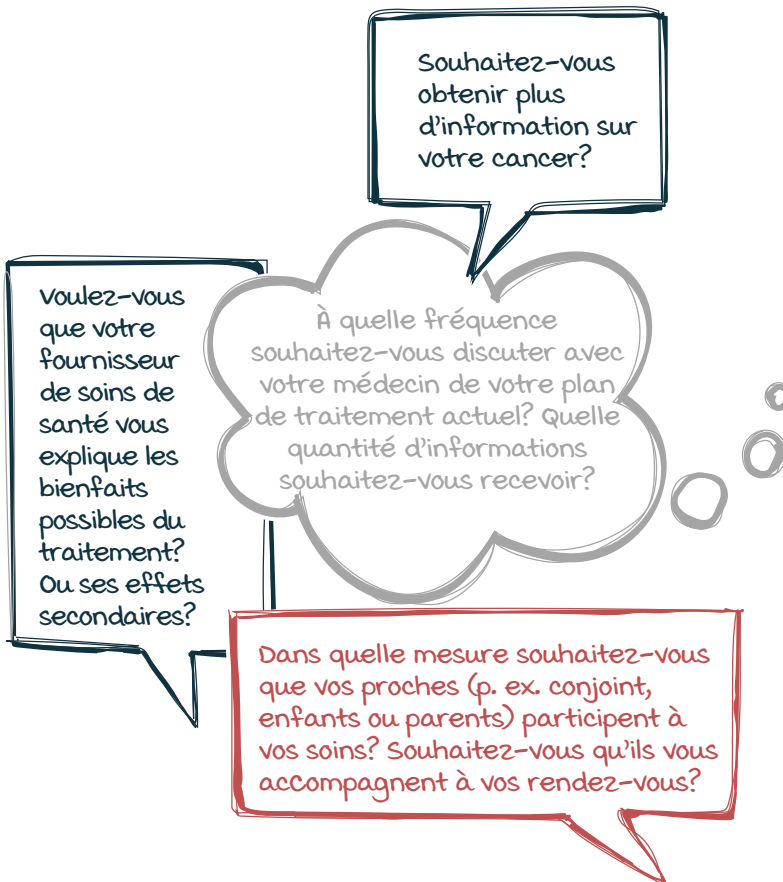 Souhaitez-vous
obtenir plus
d'information sur
votre cancer?
Voulez-vous
que votre
fournisseur
de soins de
santé vous
explique les
bienfaits
possibles du
traitement?
Ou ses effets
secondaires?
À quelle fréquence
souhaitez-vous discuter avec
votre médecin de votre plan
de traitement actuel? Quelle
quantité d'informations
souhaitez-vous recevoir?
Dans quelle mesure souhaitez-vous
que vos proches (p. ex. conjoint,
enfants ou parents) participent à
vos soins? Souhaitez-vous qu'ils vous
accompagnent à vos rendez-vous?